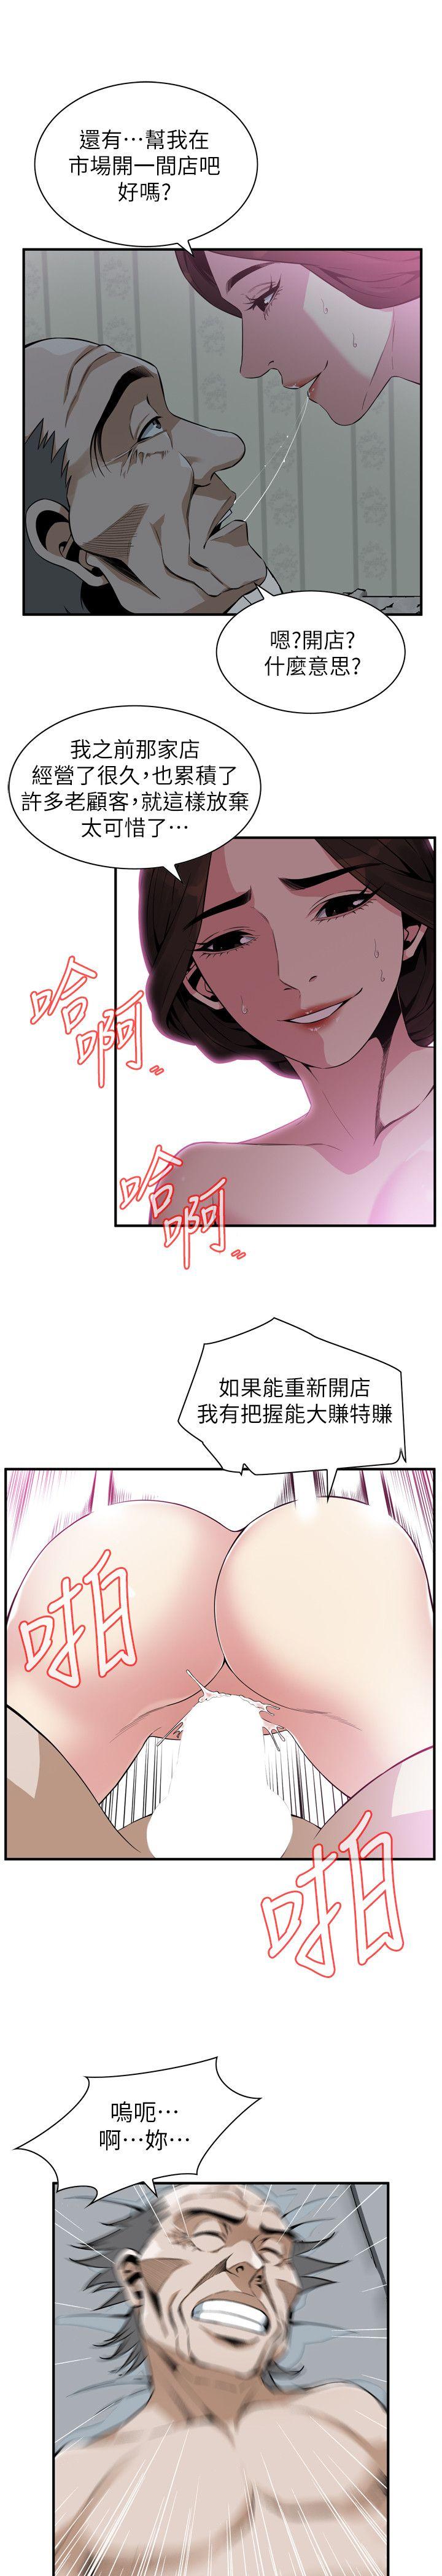 還有⋯幫我在
市場開一間店吧
好嗎?
嗯?開店?
什麼意思?
我之前那家店
經營了很久,也累積了
許多老顧客,就這樣放棄
太可惜了⋯
哈啊
哈啊
如果能重新開店
我有把握能大賺特賺
啪
啪
嗚呃⋯
啊⋯妳⋯